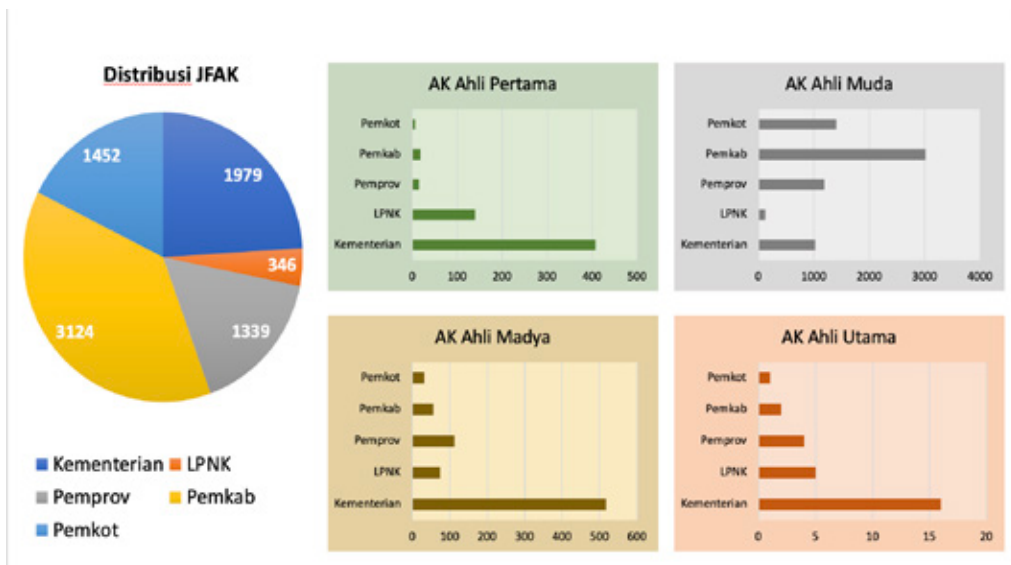 Distribusi JFAK
1452
1979
346
3124
1339
Kementerian LPNK
Pemprov Pemkab
Pemkot
AK Ahli Pertama
Pemkot
Pemkab
Pemprov
LPNK
Kementerian
0 100 200 300 400 500
AK Ahli Muda
Pemkot
Pemkab
Pemprov
LPNK
Kementerian
0 1000 2000 3000 4000
AK Ahli Madya
Pemkot
Pemkab
Pemprov
LPNK
Kementerian
0 100 200 300 400 500 600
AK Ahli Utama
Pemkot
Pemkab
Pemprov
LPNK
Kementerian
0 5 10 15 20